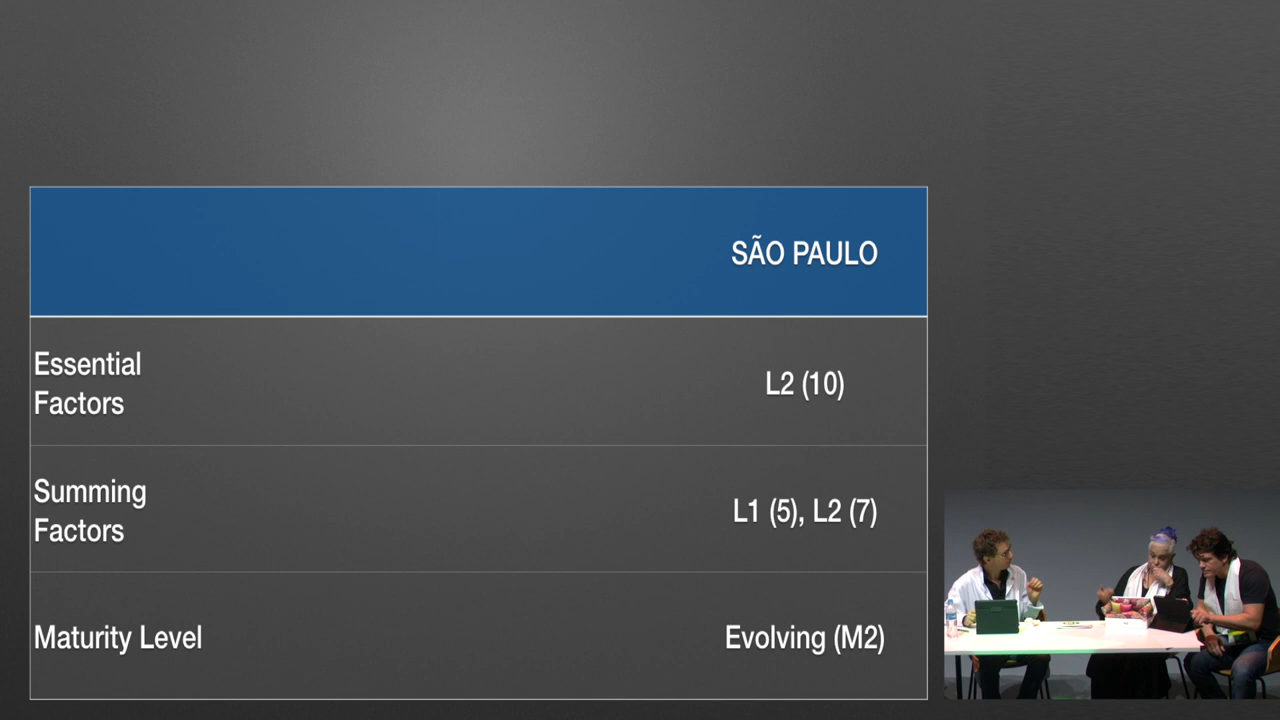 SÃO PAULO
Essential
Factors
L2 (10)
Summing
Factors
L1 (5), L2 (7)
Maturity Level
Evolving (M2)